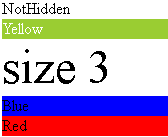 NotHidden
Yellow
size 3
Blue
Red